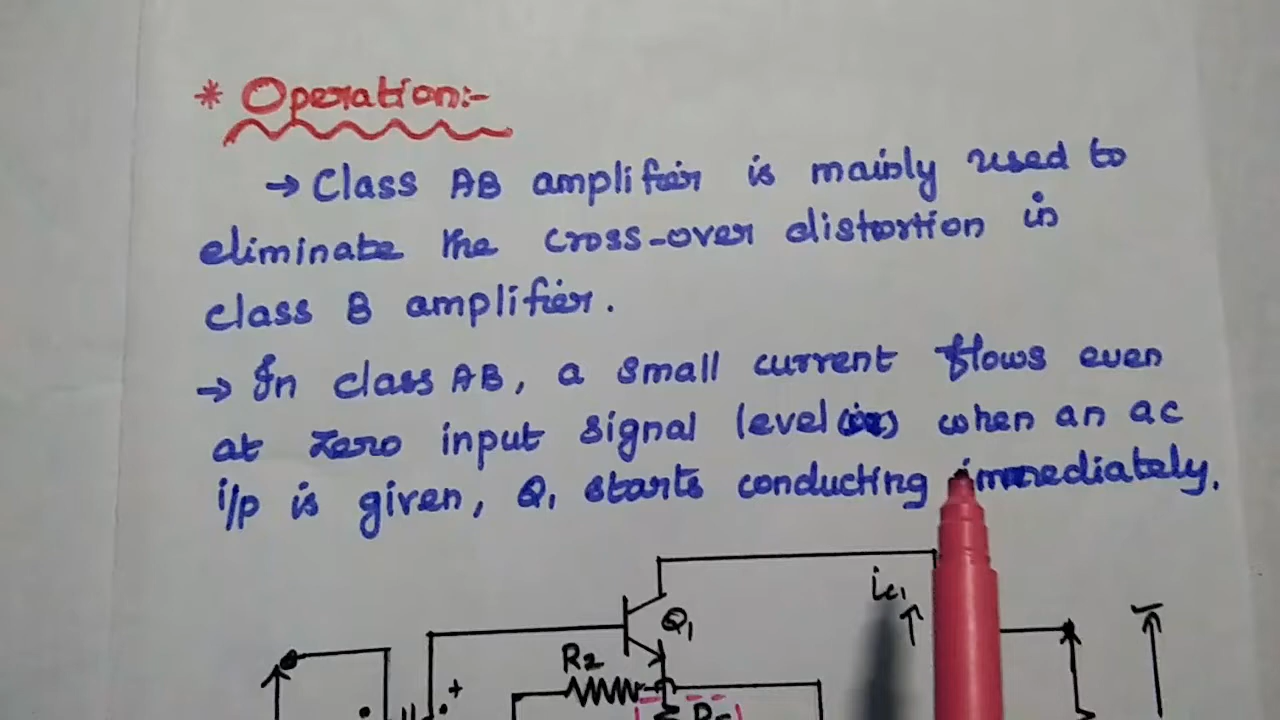 * Operation:-
→ Class AB amplifier is mainly used to
eliminate the cross-over distortion in
class B amplifier.
→ In class AB, a small current flows even
at zero input signal level (or) when an ac
i/p is given, Q1 starts conducting immediately.
ic1
Q1
R2
+